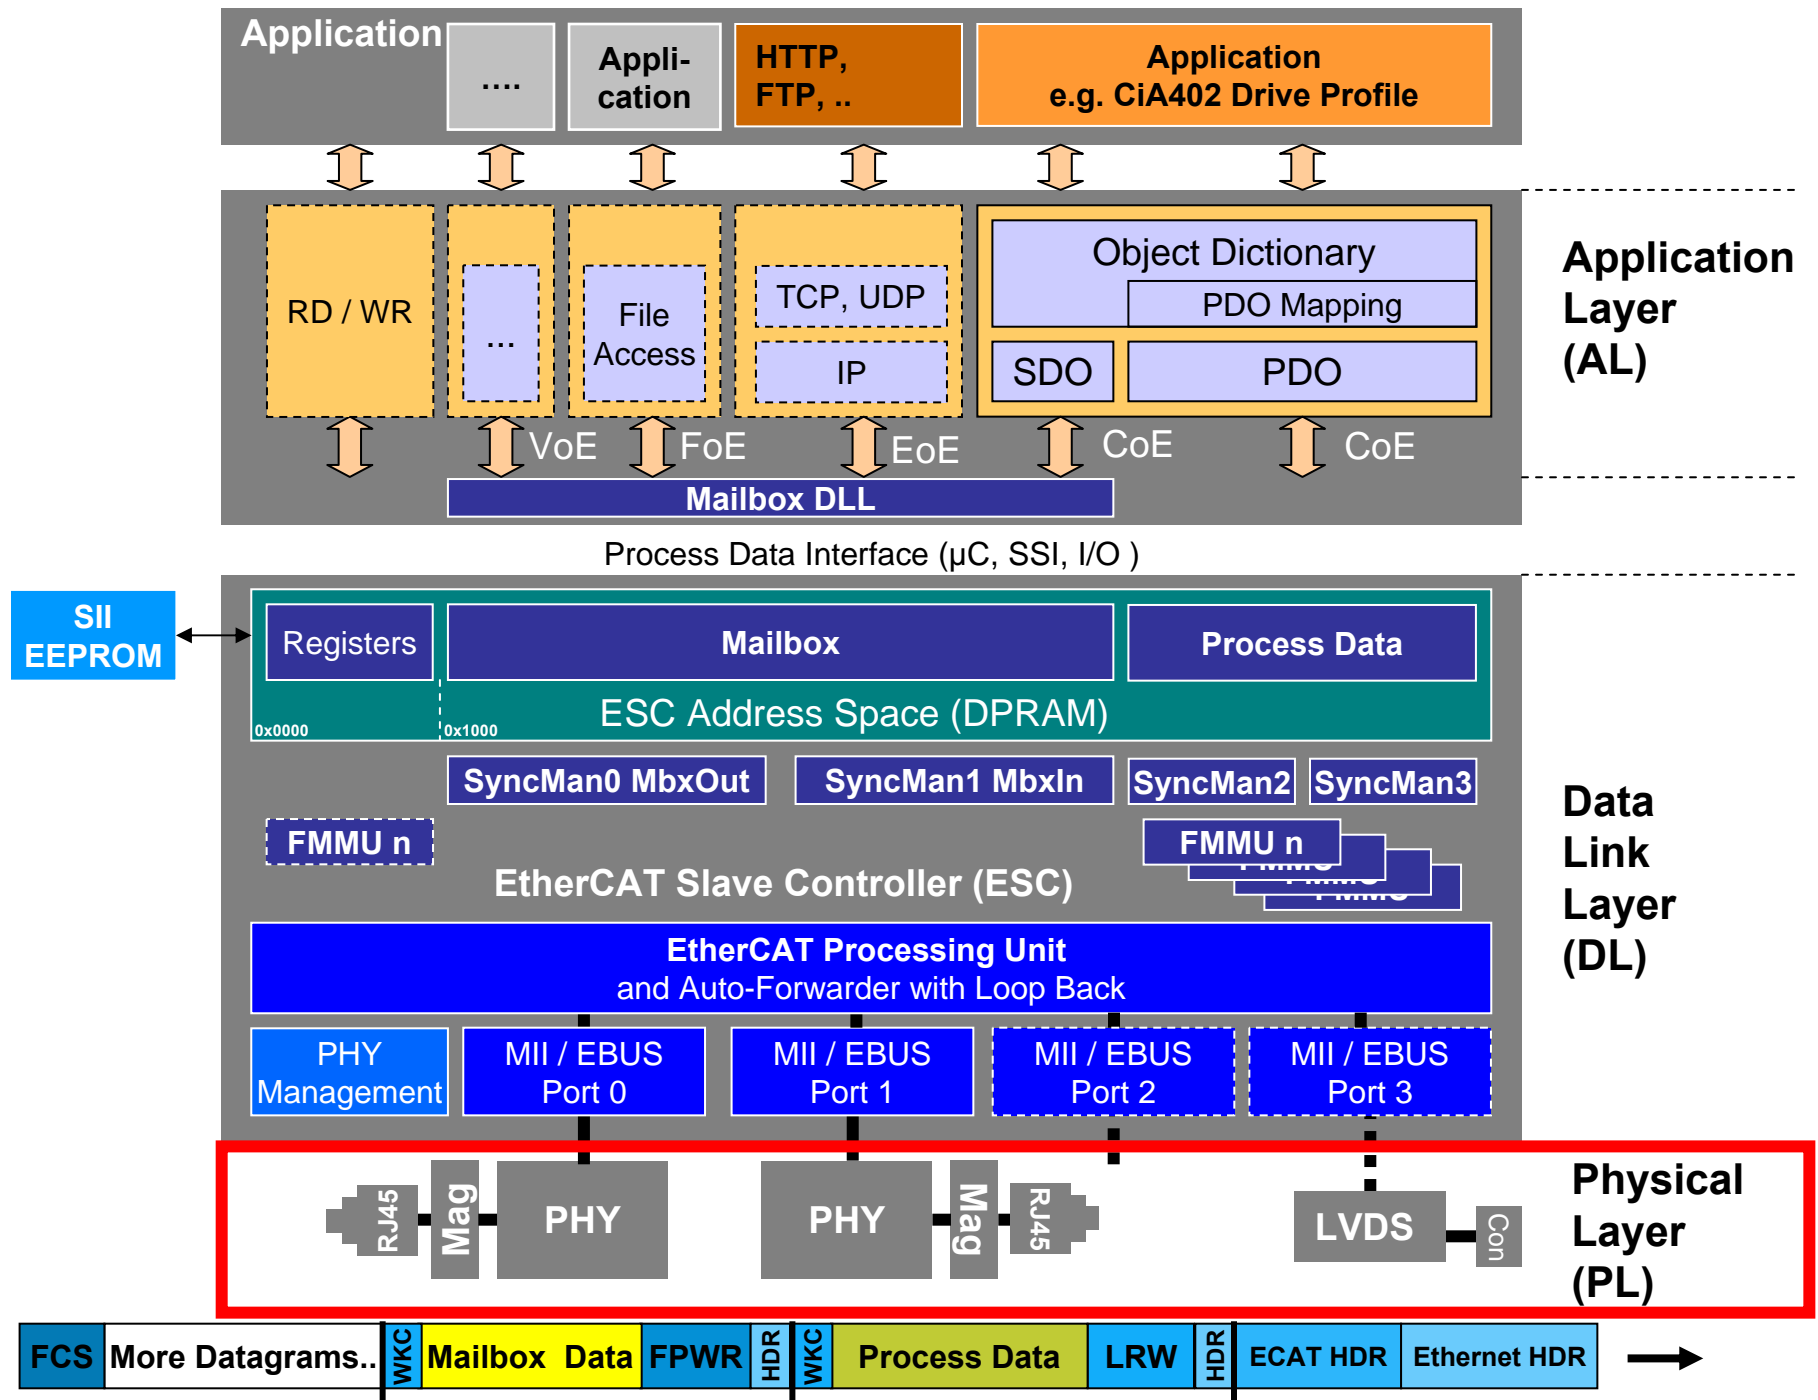 Application
....
Appli-
cation
HTTP,
FTP, ..
Application
e.g. CiA402 Drive Profile
RD / WR
...
File
Access
TCP, UDP
IP
Object Dictionary
PDO Mapping
SDO
PDO
Application
Layer
(AL)
VoE
FoE
EoE
CoE
CoE
Mailbox DLL
Process Data Interface (µC, SSI, I/O )
SII
EEPROM
Registers
Mailbox
Process Data
ESC Address Space (DPRAM)
0x0000
0x1000
SyncMan0 MbxOut
SyncMan1 MbxIn
SyncMan2
SyncMan3
FMMU n
FMMU n
FMMU
FMMU
FMMU
EtherCAT Slave Controller (ESC)
Data
Link
Layer
(DL)
EtherCAT Processing Unit
and Auto-Forwarder with Loop Back
PHY
Management
MII / EBUS
Port 0
MII / EBUS
Port 1
MII / EBUS
Port 2
MII / EBUS
Port 3
RJ45
Mag
PHY
PHY
Mag
RJ45
LVDS
Con
Physical
Layer
(PL)
FCS
More Datagrams..
WKC
Mailbox Data
FPWR
HDR
WKC
Process Data
LRW
HDR
ECAT HDR
Ethernet HDR